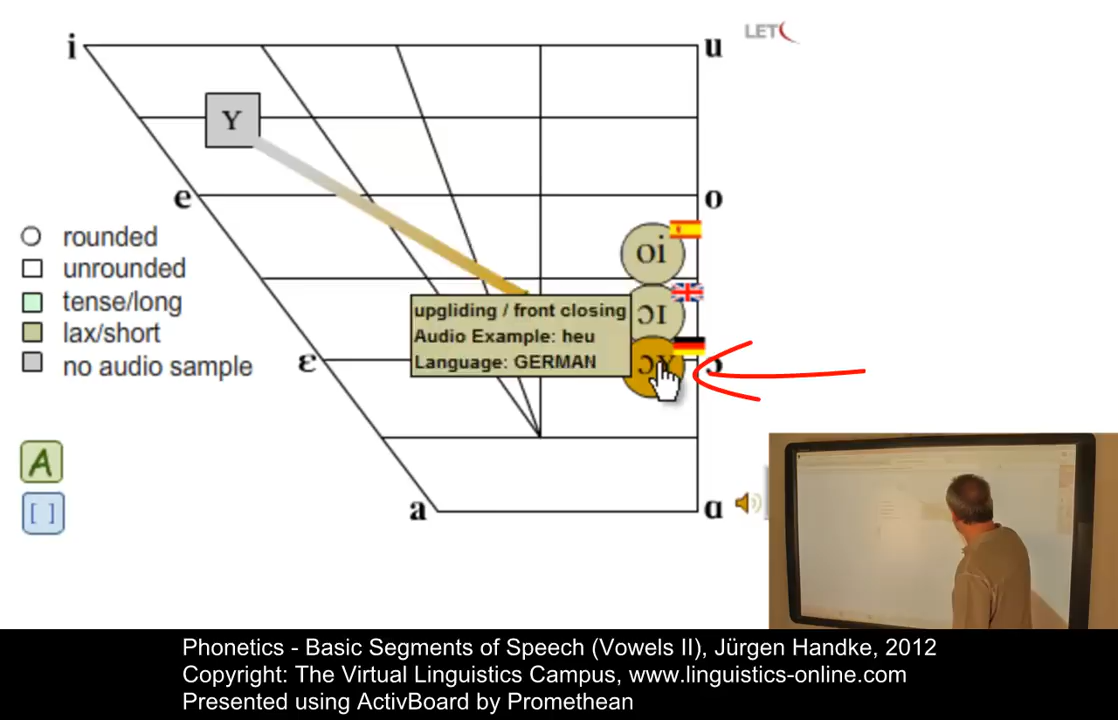 LET
i
u
Y
e
o
rounded
unrounded
tense/long
lax/short
no audio sample
oi
ɔɪ
ɔʏ
upgliding / front closing
Audio Example: heu
Language: GERMAN
ɛ
ɔ
A
[ ]
a
ɑ
Phonetics - Basic Segments of Speech (Vowels II), Jürgen Handke, 2012
Copyright: The Virtual Linguistics Campus, www.linguistics-online.com
Presented using ActivBoard by Promethean